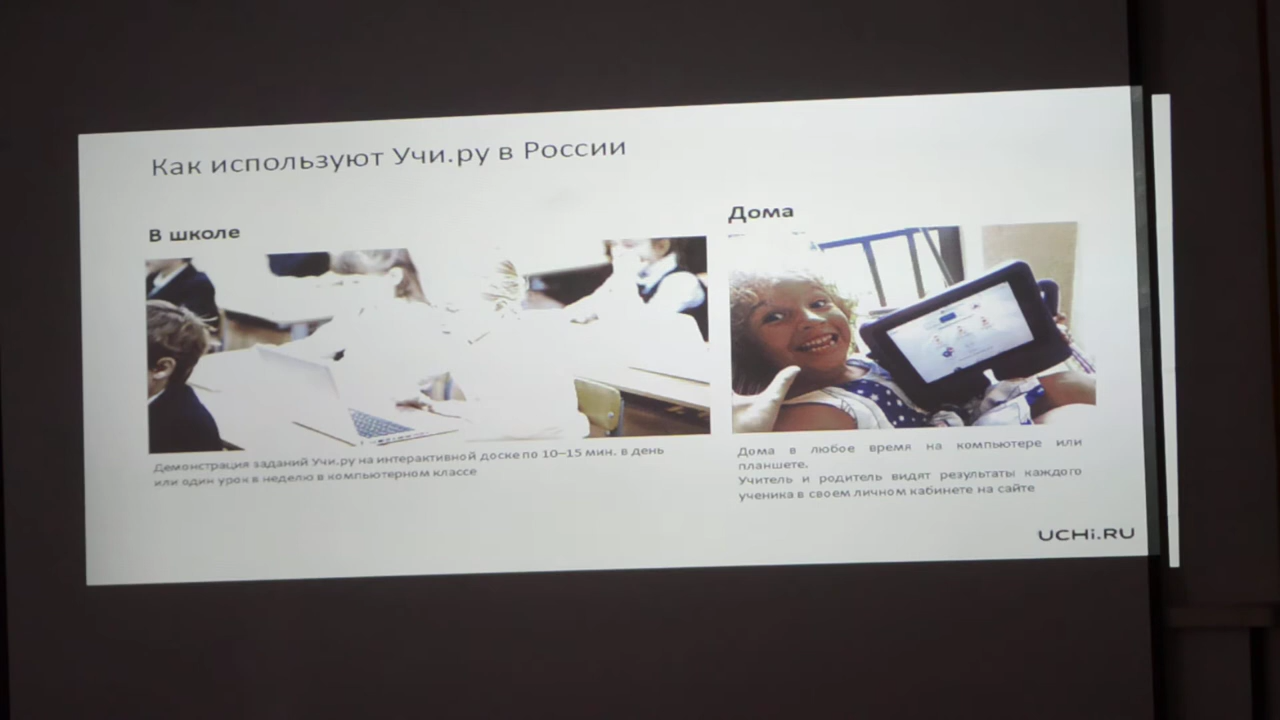 Как используют Учи.ру в России
В школе
Демонстрация заданий Учи.ру на интерактивной доске по 10–15 мин. в день
или один урок в неделю в компьютерном классе
Дома
Дома в любое время на компьютере или
планшете.
Учитель и родитель видят результаты каждого
ученика в своем личном кабинете на сайте
UCHi.RU